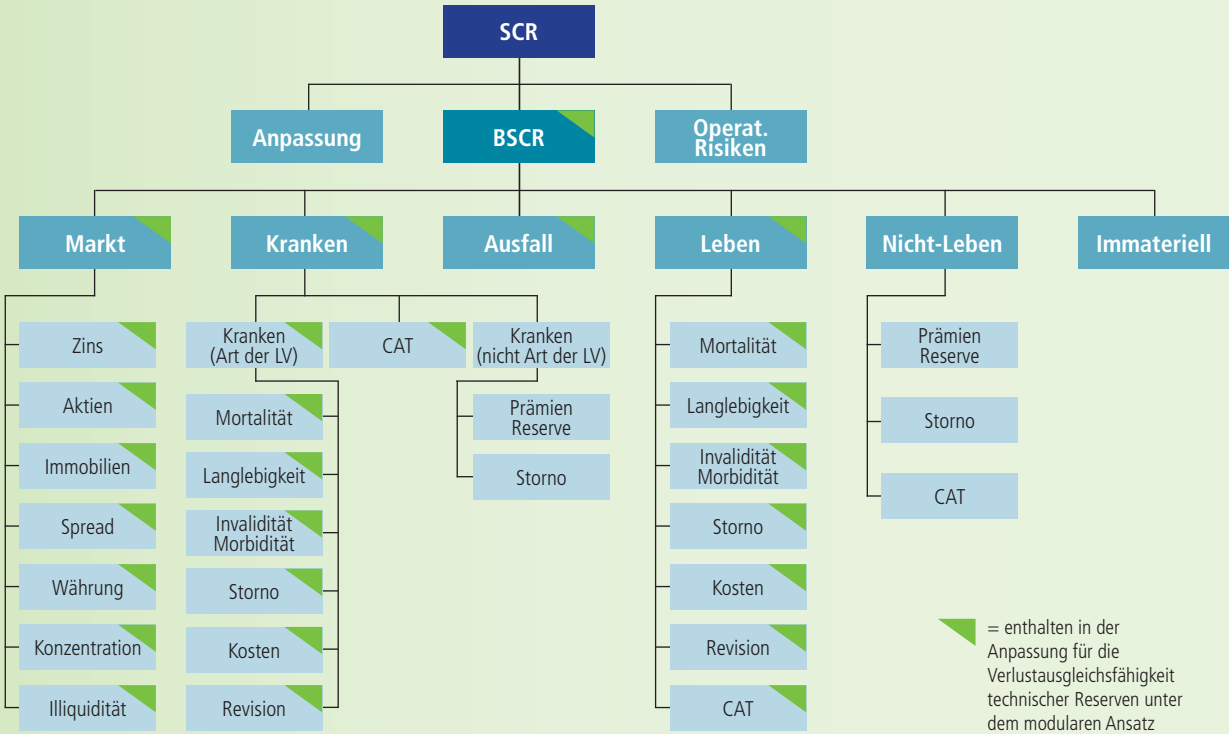 SCR
Anpassung
BSCR
Operat.
Risiken
Markt
Kranken
Ausfall
Leben
Nicht-Leben
Immateriell
Zins
Aktien
Immobilien
Spread
Währung
Konzentration
Illiquidität
Kranken
(Art der LV)
Mortalität
Langlebigkeit
Invalidität
Morbidität
Storno
Kosten
Revision
CAT
Kranken
(nicht Art der LV)
Prämien
Reserve
Storno
Mortalität
Langlebigkeit
Invalidität
Morbidität
Storno
Kosten
Revision
CAT
Prämien
Reserve
Storno
CAT
= enthalten in der
Anpassung für die
Verlustausgleichsfähigkeit
technischer Reserven unter
dem modularen Ansatz